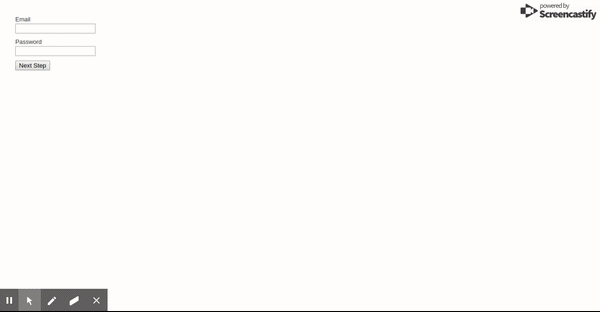 powered by
Screencastify
Email
Password
Next Step